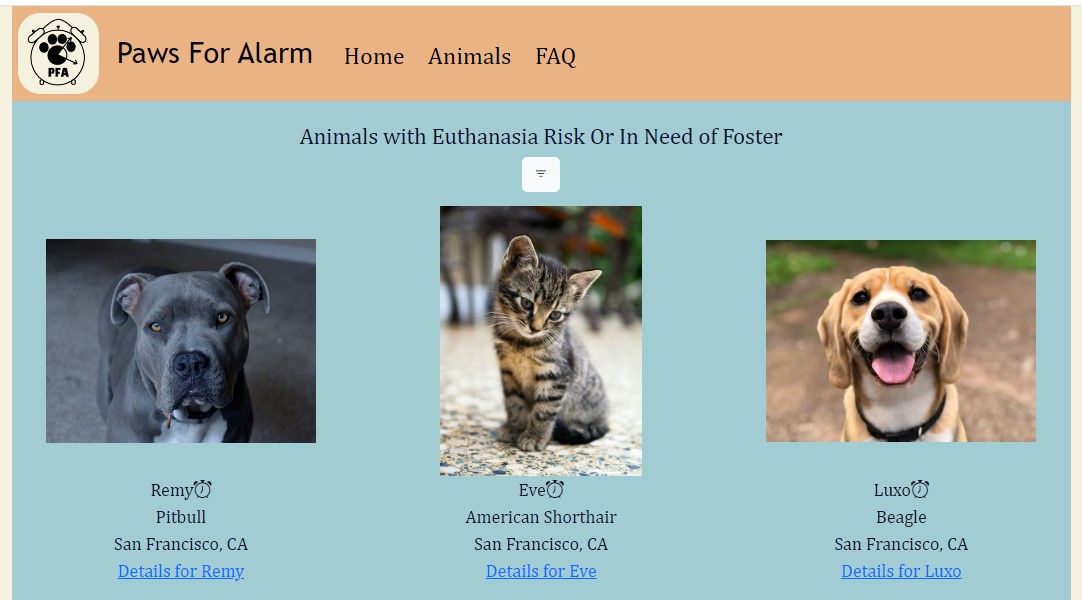 PFA
Paws For Alarm
Home Animals FAQ
Animals with Euthanasia Risk Or In Need of Foster
Remy
Pitbull
San Francisco, CA
Details for Remy
Eve
American Shorthair
San Francisco, CA
Details for Eve
Luxo
Beagle
San Francisco, CA
Details for Luxo